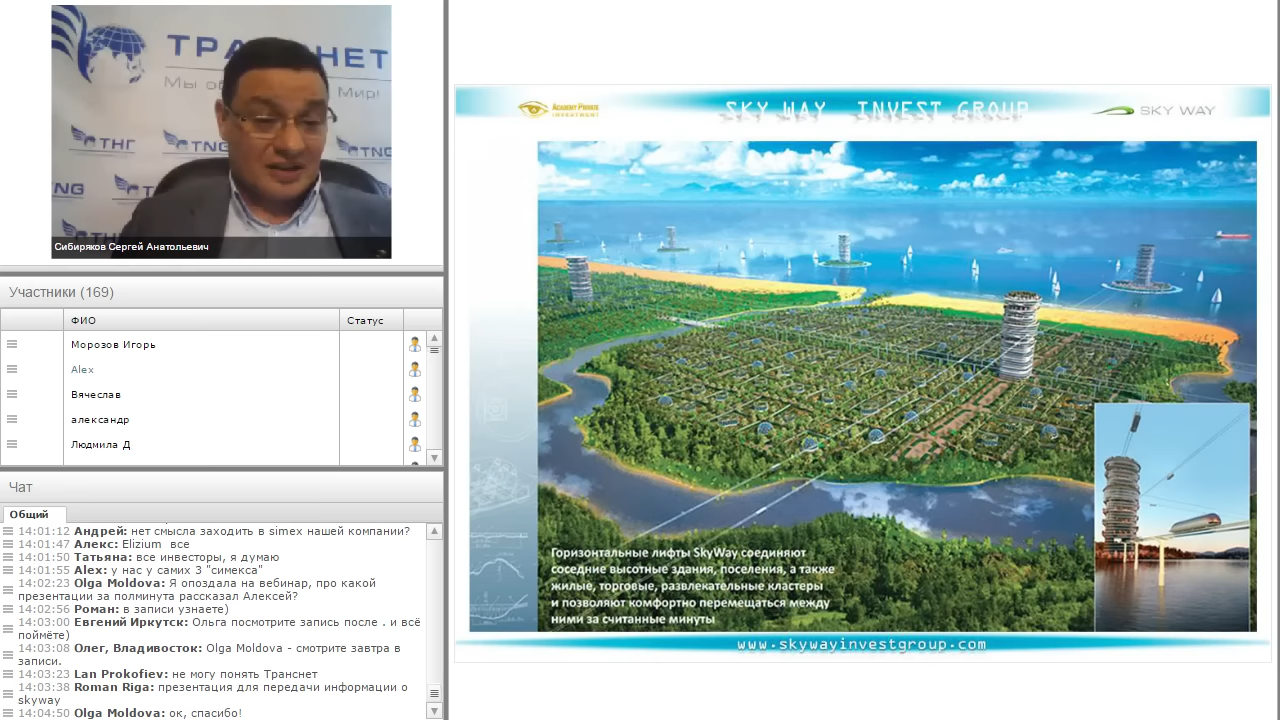 ТРАНСНЕТ
Мир!
ТНГ
TNG
TNG
Сибиряков Сергей Анатольевич
Участники (169)
ФИО
Статус
Морозов Игорь
Alex
Вячеслав
александр
Людмила Д
Чат
Общий
14:01:12 Андрей: нет смысла заходить в simex нашей компании?
14:01:47 Алекс: Elizium все
14:01:50 Татьяна: все инвесторы, я думаю
14:01:55 Alex: у нас у самих 3 "симекса"
14:02:23 Olga Moldova: Я опоздала на вебинар, про какой
презентации за полминута рассказал Алексей?
14:02:56 Роман: в записи узнаете)
14:03:00 Евгений Иркутск: Ольга посмотрите запись после . и всё
поймёте)
14:03:08 Олег, Владивосток: Olga Moldova - смотрите завтра в
записи.
14:03:23 Lan Prokofiev: не могу понять Транснет
14:03:38 Roman Riga: презентация для передачи информации о
skyway
14:04:50 Olga Moldova: ок, спасибо!
ACADEMY PRIVATE
INVESTMENT
SKY WAY INVEST GROUP
SKY WAY
Горизонтальные лифты SkyWay соединяют
соседние высотные здания, поселения, а также
жилые, торговые, развлекательные кластеры
и позволяют комфортно перемещаться между
ними за считанные минуты
www.skywayinvestgroup.com